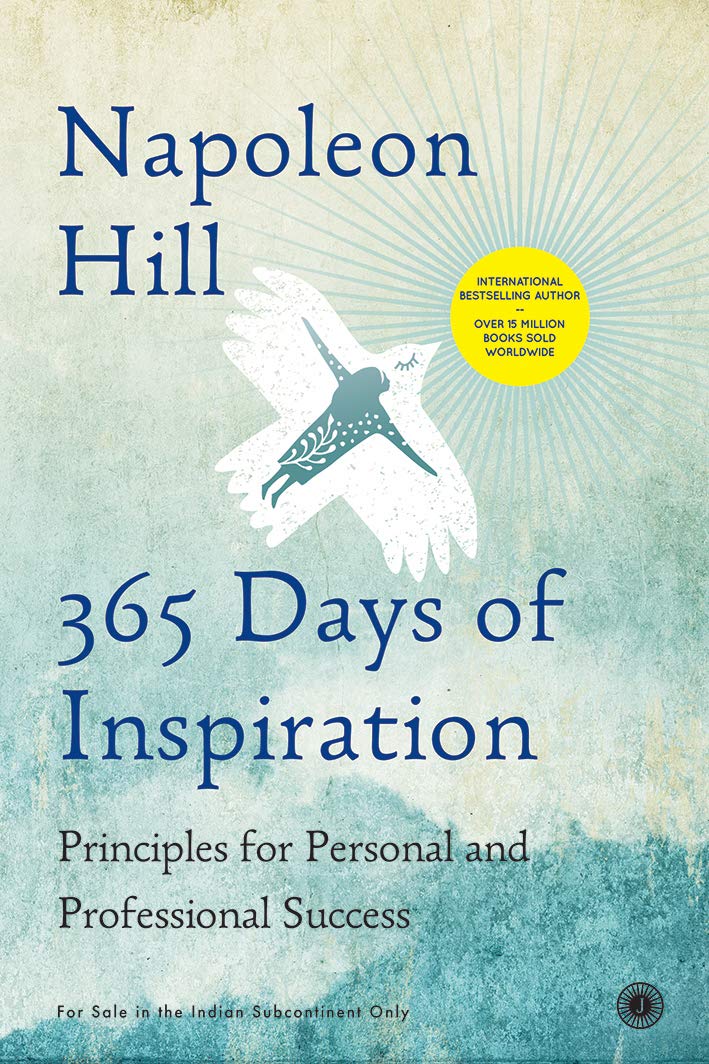 Napoleon
Hill
INTERNATIONAL
BESTSELLING AUTHOR
--
OVER 15 MILLION
BOOKS SOLD
WORLDWIDE
365 Days of
Inspiration
Principles for Personal and
Professional Success
For Sale in the Indian Subcontinent Only
J